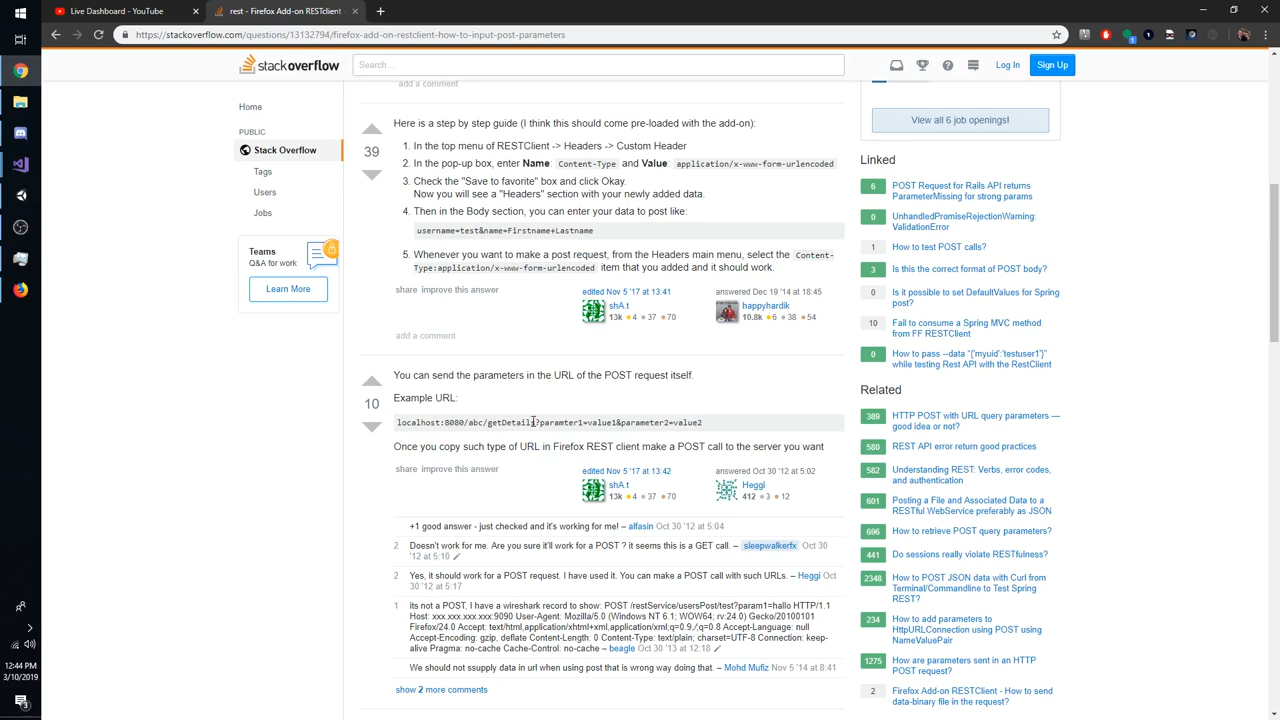 Live Dashboard - YouTube
https://stackoverflow.com/questions/13132794/firefox-add-on-restclient-how-to-input-post-parameters
stackoverflow
Search...
Log In
Sign Up
Home
PUBLIC
Stack Overflow
Tags
Users
Jobs
Teams
Q&A for work
Learn More
add a comment
39
Here is a step by step guide (I think this should come pre-loaded with the add-on):
1. In the top menu of RESTClient -> Headers -> Custom Header
2. In the pop-up box, enter Name: Content-Type and Value: application/x-www-form-urlencoded
3. Check the "Save to favorite" box and click Okay.
Now you will see a "Headers" section with your newly added data.
4. Then in the Body section, you can enter your data to post like:
username=test&name=Firstname+Lastname
5. Whenever you want to make a post request, from the Headers main menu, select the Content-
Type:application/x-www-form-urlencoded item that you added and it should work.
share improve this answer
edited Nov 5 '17 at 13:41
shA.t
13k 4 37 70
answered Dec 19 '14 at 18:45
happyhardik
10.8k 6 38 54
add a comment
10
You can send the parameters in the URL of the POST request itself.
Example URL:
localhost:8080/abc/getDetails?paramter1=value1&parameter2=value2
Once you copy such type of URL in Firefox REST client make a POST call to the server you want
share improve this answer
edited Nov 5 '17 at 13:42
shA.t
13k 4 37 70
answered Oct 30 '12 at 5:02
Heggi
412 3 12
+1 good answer - just checked and it's working for me! – alfasin Oct 30 '12 at 5:04
2 Doesn't work for me. Are you sure it'll work for a POST ? it seems this is a GET call. – sleepwalkerfx Oct 30
'12 at 5:10
2 Yes, it should work for a POST request. I have used it. You can make a POST call with such URLs. – Heggi Oct
30 '12 at 5:17
1 its not a POST, I have a wireshark record to show: POST /restService/usersPost/test?param1=hallo HTTP/1.1
Host: xxx.xxx.xxx.xxx:9090 User-Agent: Mozilla/5.0 (Windows NT 6.1; WOW64; rv:24.0) Gecko/20100101
Firefox/24.0 Accept: text/html,application/xhtml+xml,application/xml;q=0.9,*/*;q=0.8 Accept-Language: null
Accept-Encoding: gzip, deflate Content-Length: 0 Content-Type: text/plain; charset=UTF-8 Connection: keep-
alive Pragma: no-cache Cache-Control: no-cache – beagle Oct 30 '13 at 12:18
We should not ssupply data in url when using post that is wrong way doing that. – Mohd Mufiz Nov 5 '14 at 8:41
show 2 more comments
View all 6 job openings!
Linked
6 POST Request for Rails API returns
ParameterMissing for strong params
0 UnhandledPromiseRejectionWarning:
ValidationError
1 How to test POST calls?
3 Is this the correct format of POST body?
0 Is it possible to set DefaultValues for Spring
post?
10 Fail to consume a Spring MVC method
from FF RESTClient
0 How to pass --data "{'myuid':'testuser1'}"
while testing Rest API with the RestClient
Related
389 HTTP POST with URL query parameters —
good idea or not?
580 REST API error return good practices
582 Understanding REST: Verbs, error codes,
and authentication
601 Posting a File and Associated Data to a
RESTful WebService preferably as JSON
696 How to retrieve POST query parameters?
441 Do sessions really violate RESTfulness?
2348 How to POST JSON data with Curl from
Terminal/Commandline to Test Spring
REST?
234 How to add parameters to
HttpURLConnection using POST using
NameValuePair
1275 How are parameters sent in an HTTP
POST request?
2 Firefox Add-on RESTClient - How to send
data-binary file in the request?
12:44 PM
3/10/2019